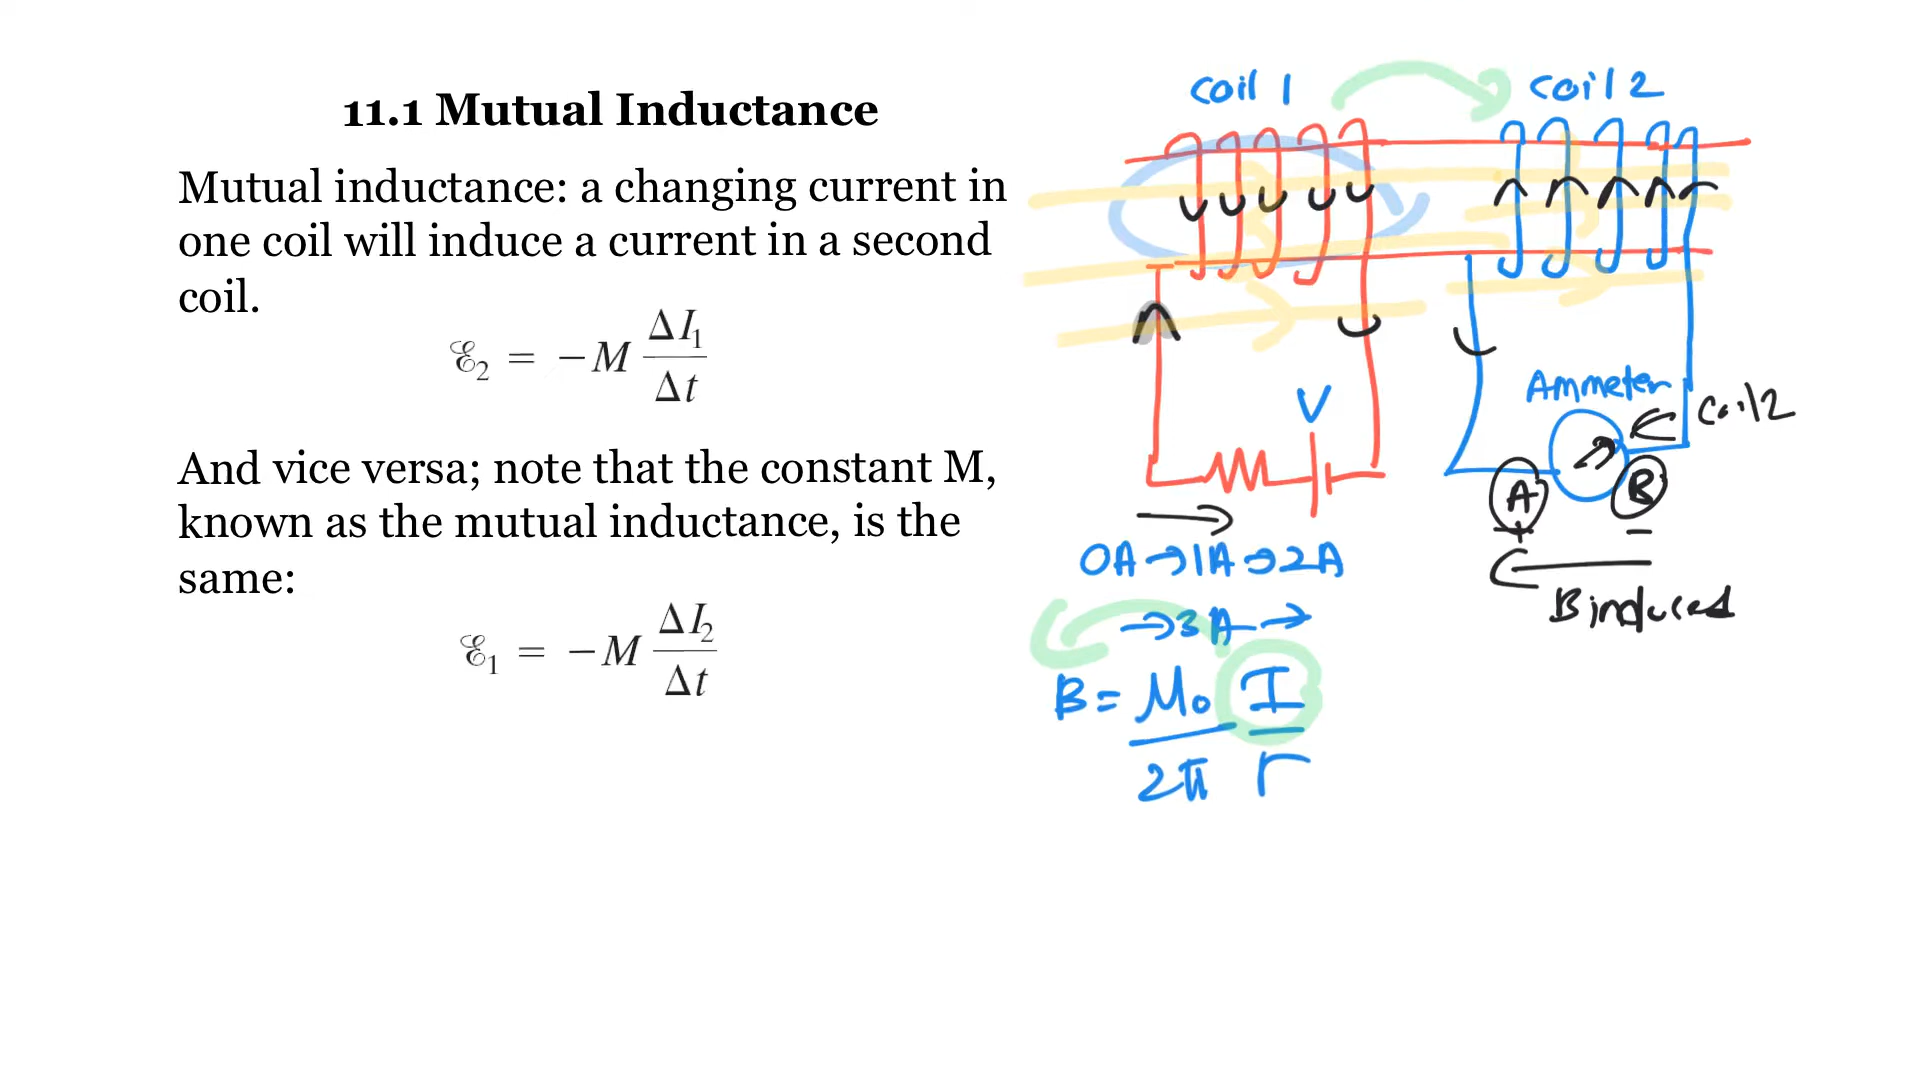 11.1 Mutual Inductance
Mutual inductance: a changing current in
one coil will induce a current in a second
coil.
ℰ₂ = −M ΔI₁/Δt
And vice versa; note that the constant M,
known as the mutual inductance, is the
same:
ℰ₁ = −M ΔI₂/Δt
coil 1
coil 2
V
Ammeter
coil 2
A
B
+
−
0A → 1A → 2A
→ 3A →
B induced
B = μ₀/2π I/r